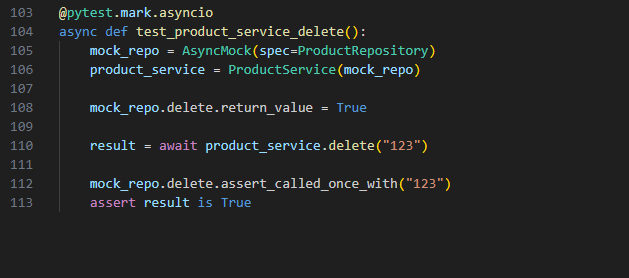 103 @pytest.mark.asyncio
104 async def test_product_service_delete():
105     mock_repo = AsyncMock(spec=ProductRepository)
106     product_service = ProductService(mock_repo)
107
108     mock_repo.delete.return_value = True
109
110     result = await product_service.delete("123")
111
112     mock_repo.delete.assert_called_once_with("123")
113     assert result is True